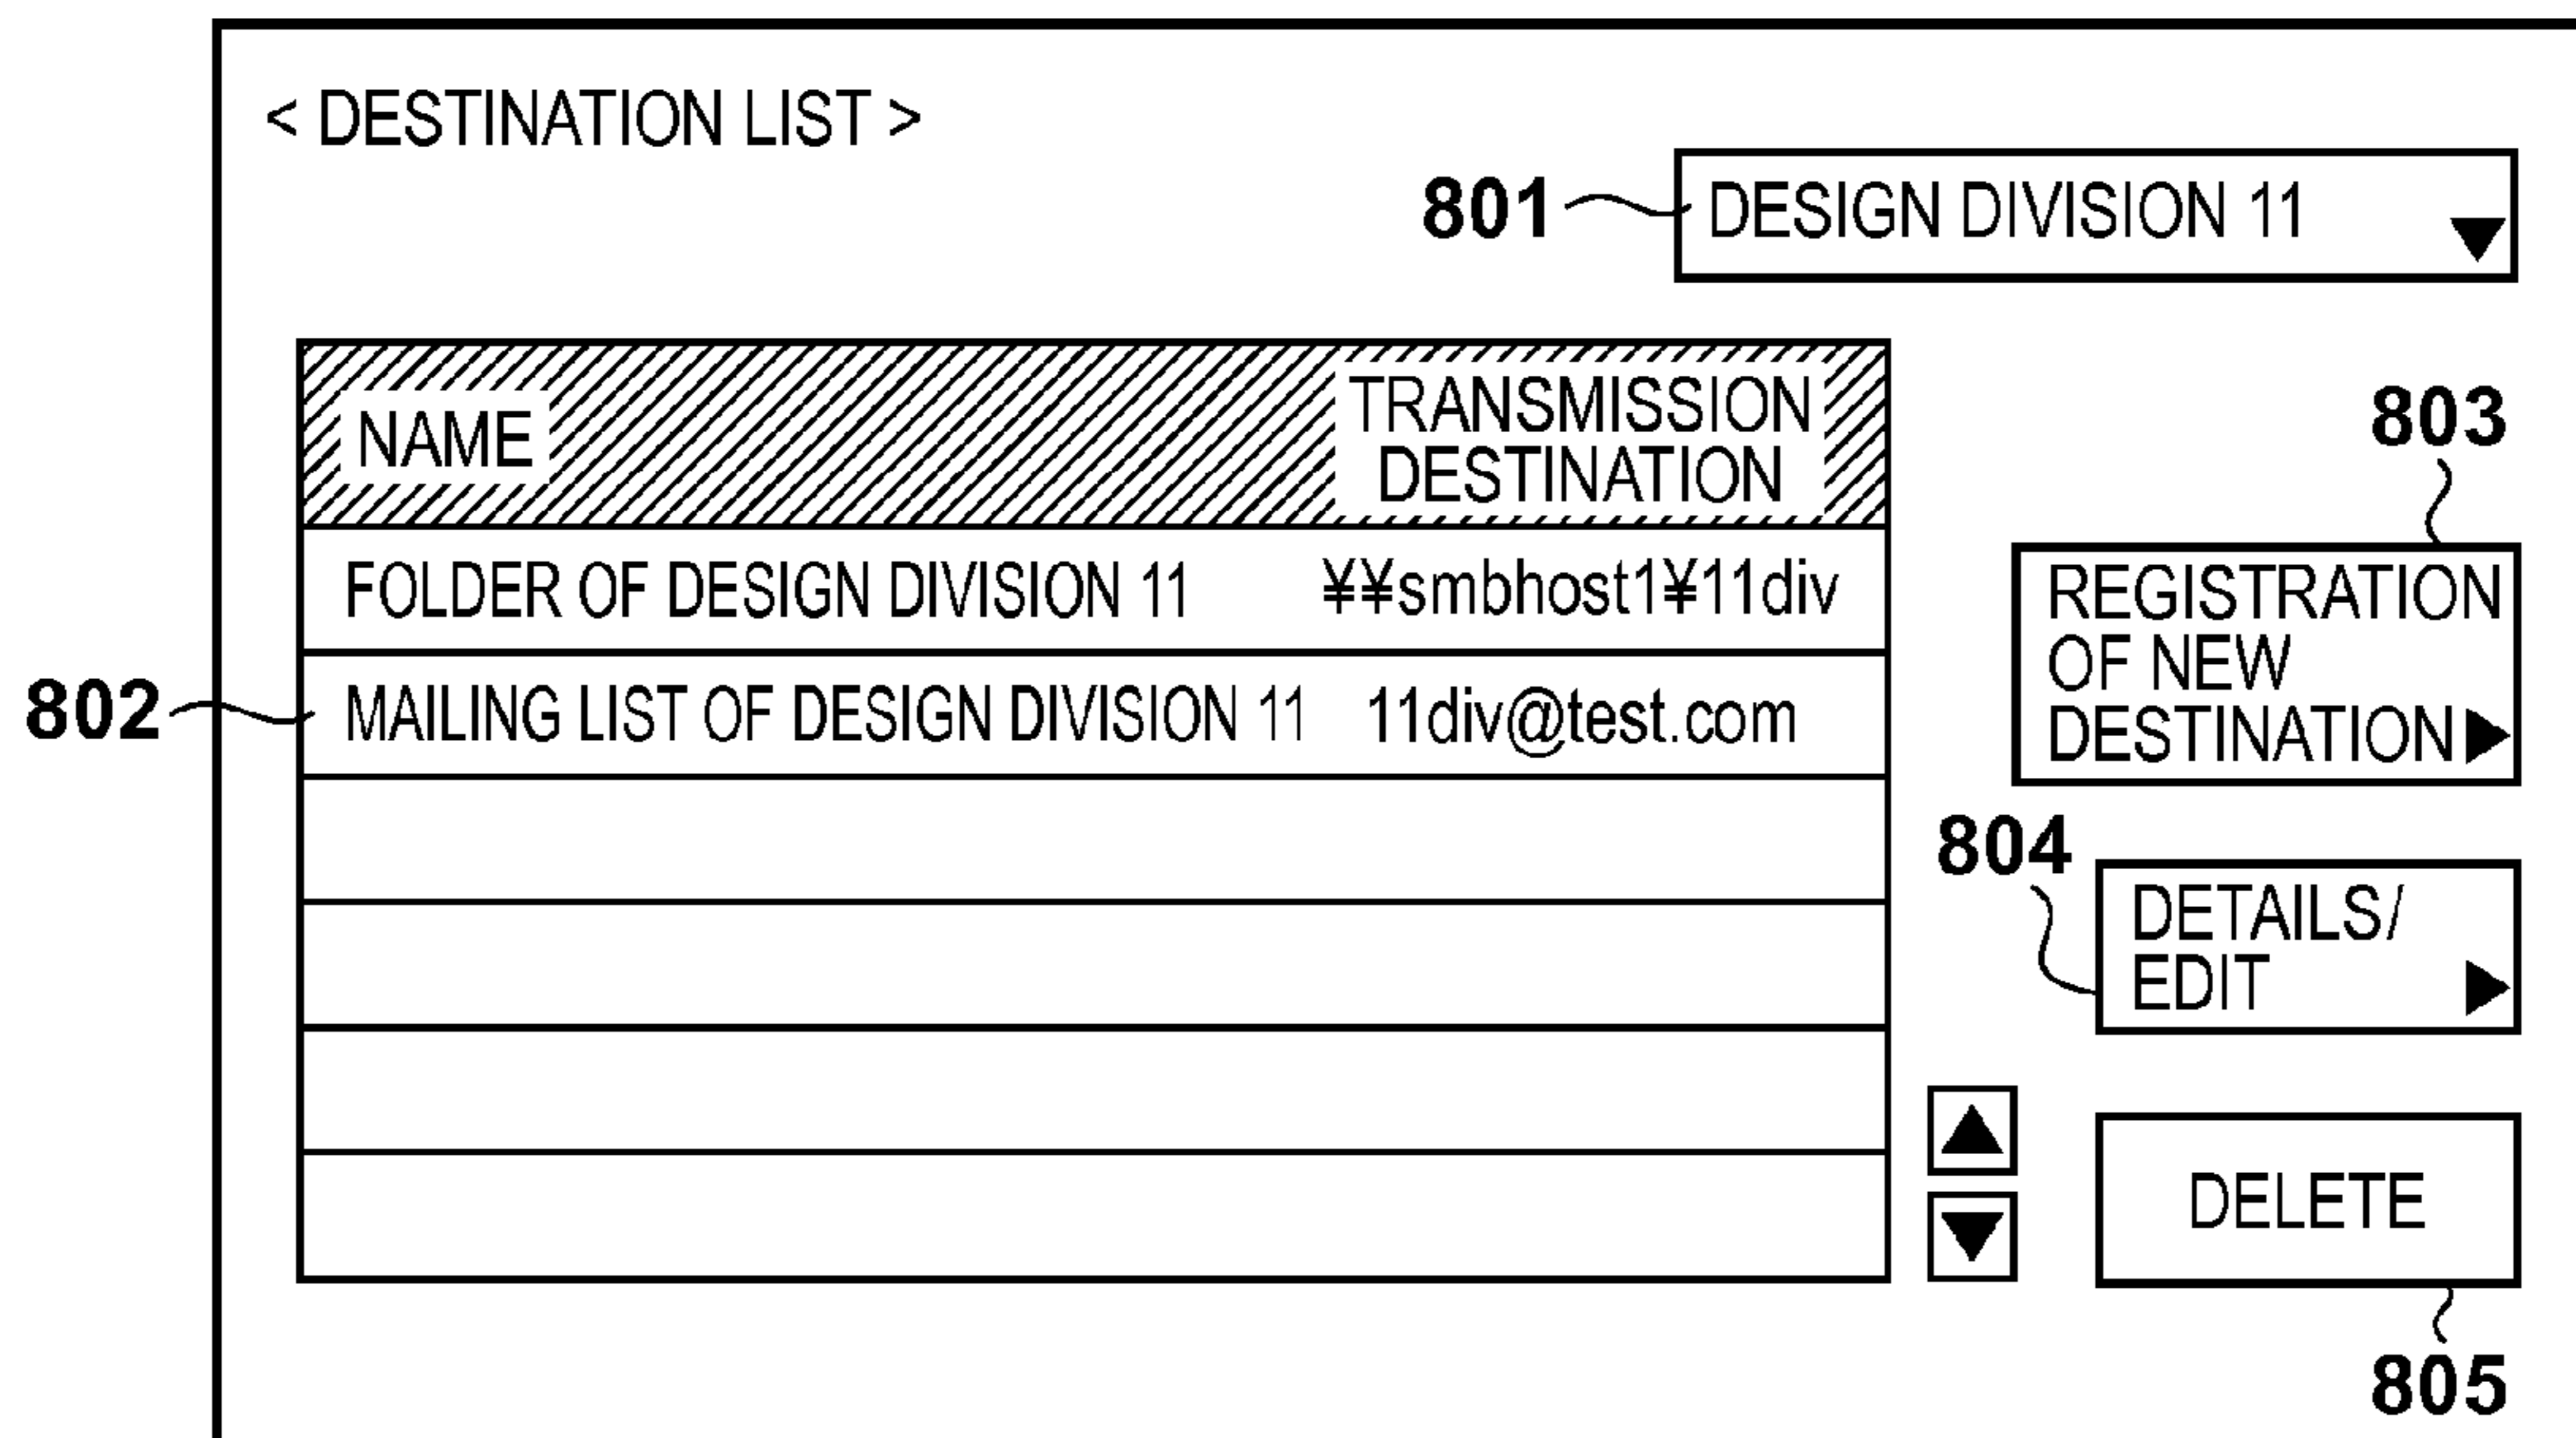 < DESTINATION LIST >
801
DESIGN DIVISION 11
NAME
TRANSMISSION
DESTINATION
FOLDER OF DESIGN DIVISION 11 ¥¥smbhost1¥11div
802
MAILING LIST OF DESIGN DIVISION 11 11div@test.com
803
REGISTRATION
OF NEW
DESTINATION
804
DETAILS/
EDIT
DELETE
805